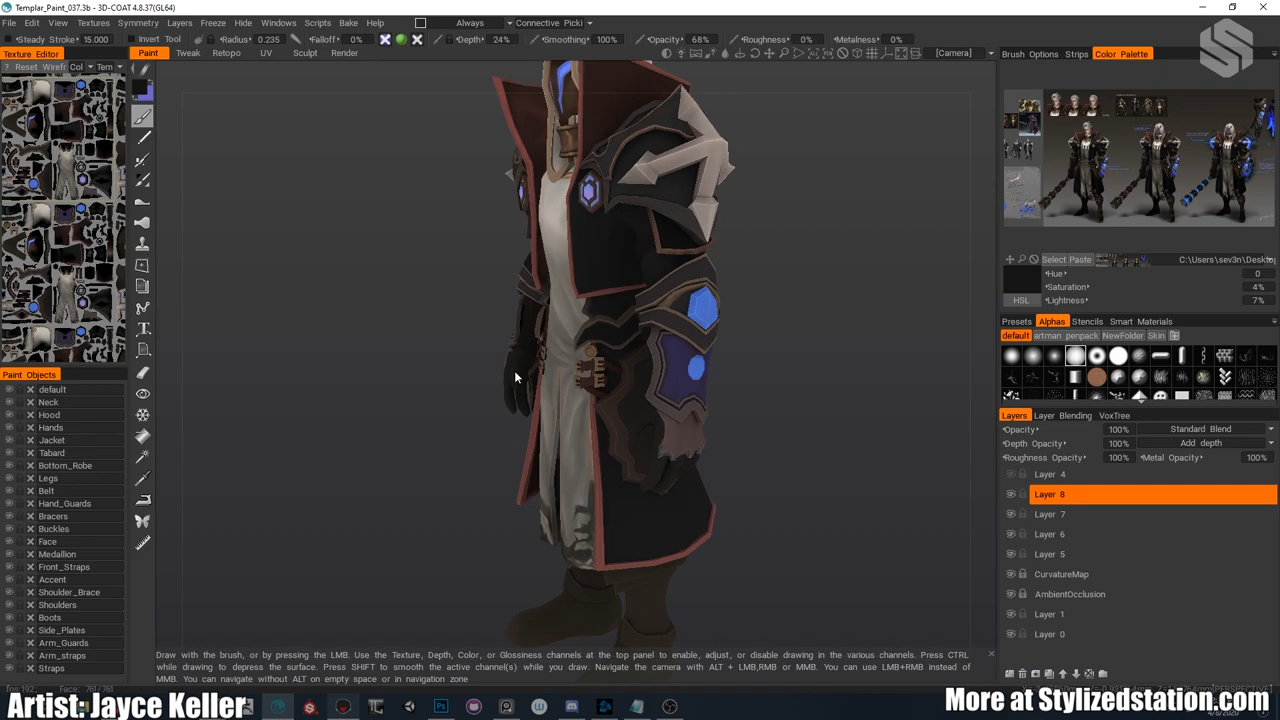 Templar_Paint_037.3b - 3D-COAT 4.9.37(GL64)
File Edit View Textures Symmetry Layers Freeze Hide Windows Scripts Bake Help Always Connective Picki
Steady Stroke 15.000 Invert Tool Radius 0.235 Falloff 0% Depth 24% Smoothing 100% Opacity 68% Roughness 0% Metalness 0%
Texture Editor Paint Tweak Retopo UV Sculpt Render [Camera] Brush Options Strips Color Palette
? Reset Wirefr Col Tem
Select Paste C:\Users\sev3n\Deskto
Hue 0
Saturation 4%
HSL Lightness 7%
Presets Alphas Stencils Smart Materials
default artman penpack NewFolder Skin
Paint Objects
default
Neck
Hood
Hands
Jacket
Tabard
Bottom_Robe
Legs
Belt
Hand_Guards
Bracers
Buckles
Face
Medallion
Front_Straps
Accent
Shoulder_Brace
Shoulders
Boots
Side_Plates
Arm_Guards
Arm_straps
Straps
Layers Layer Blending VoxTree
Opacity 100% Standard Blend
Depth Opacity 100% Add depth
Roughness Opacity 100% Metal Opacity 100%
Layer 4
Layer 8
Layer 7
Layer 6
Layer 5
CurvatureMap
AmbientOcclusion
Layer 1
Layer 0
Draw with the brush, or by pressing the LMB. Use the Texture, Depth, Color, or Glossiness channels at the top panel to enable, adjust, or disable drawing in the various channels. Press CTRL
while drawing to depress the surface. Press SHIFT to smooth the active channel(s) while you draw. Navigate the camera with ALT + LMB,RMB or MMB. You can use LMB+RMB instead of
MMB. You can navigate without ALT on empty space or in navigation zone
Artist: Jayce Keller
More at Stylizedstation.com